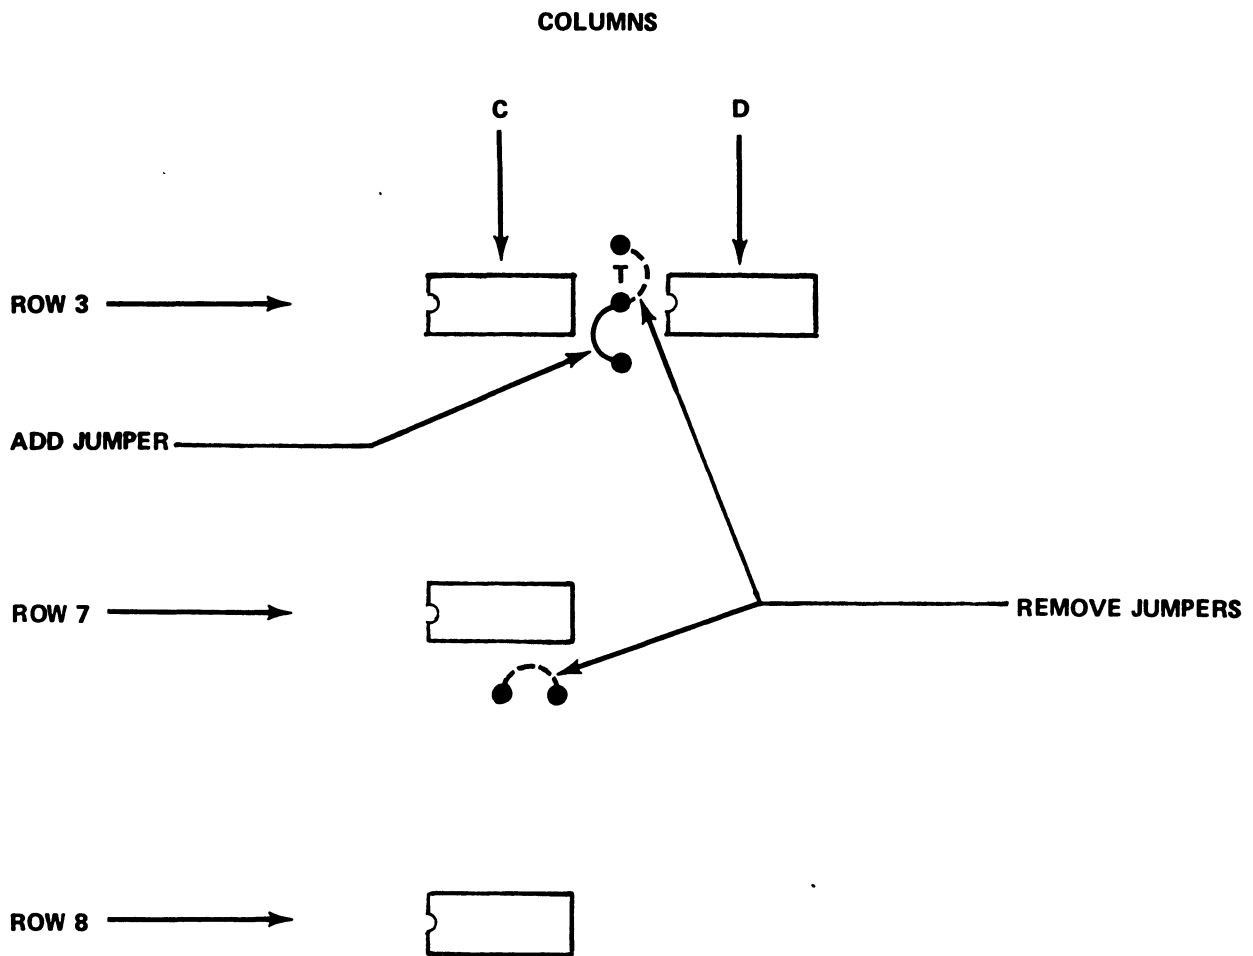 COLUMNS
C
D
T
ROW 3
ADD JUMPER
ROW 7
REMOVE JUMPERS
ROW 8